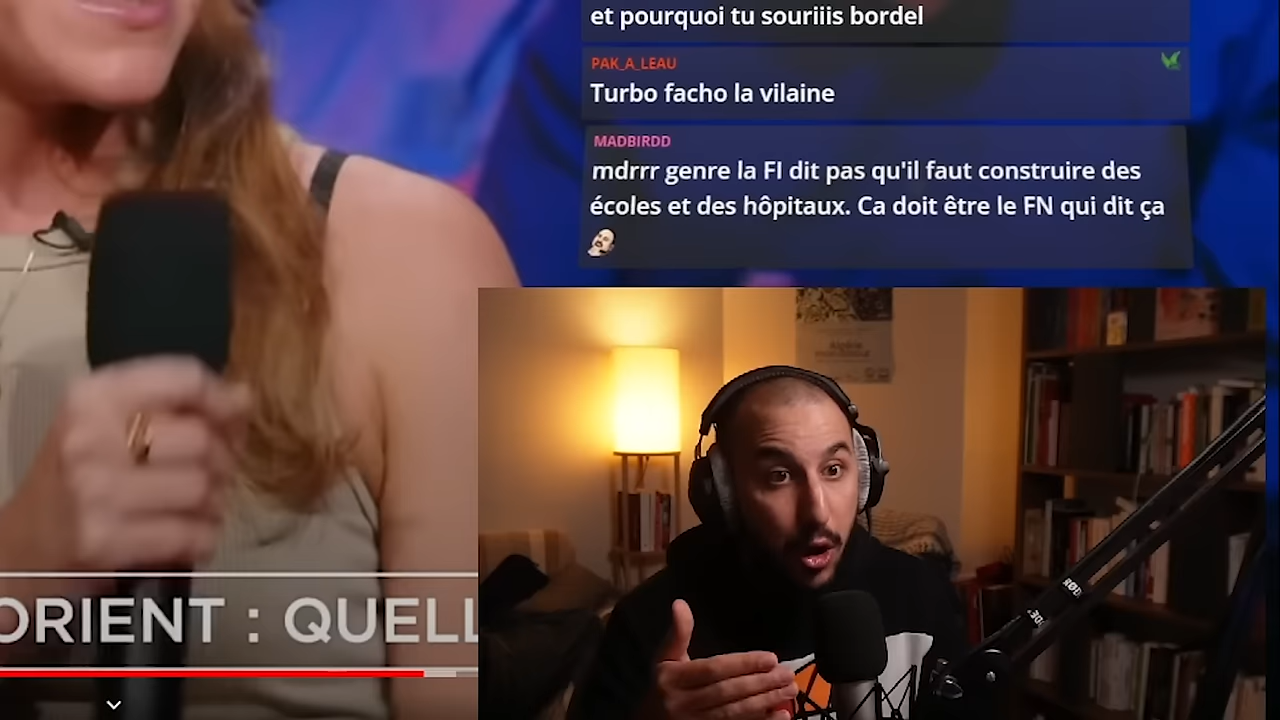 et pourquoi tu souriiis bordel
PAK_A_LEAU
Turbo facho la vilaine
MADBIRDD
mdrrr genre la FI dit pas qu'il faut construire des
écoles et des hôpitaux. Ca doit être le FN qui dit ça
ORIENT : QUELL
RØDE